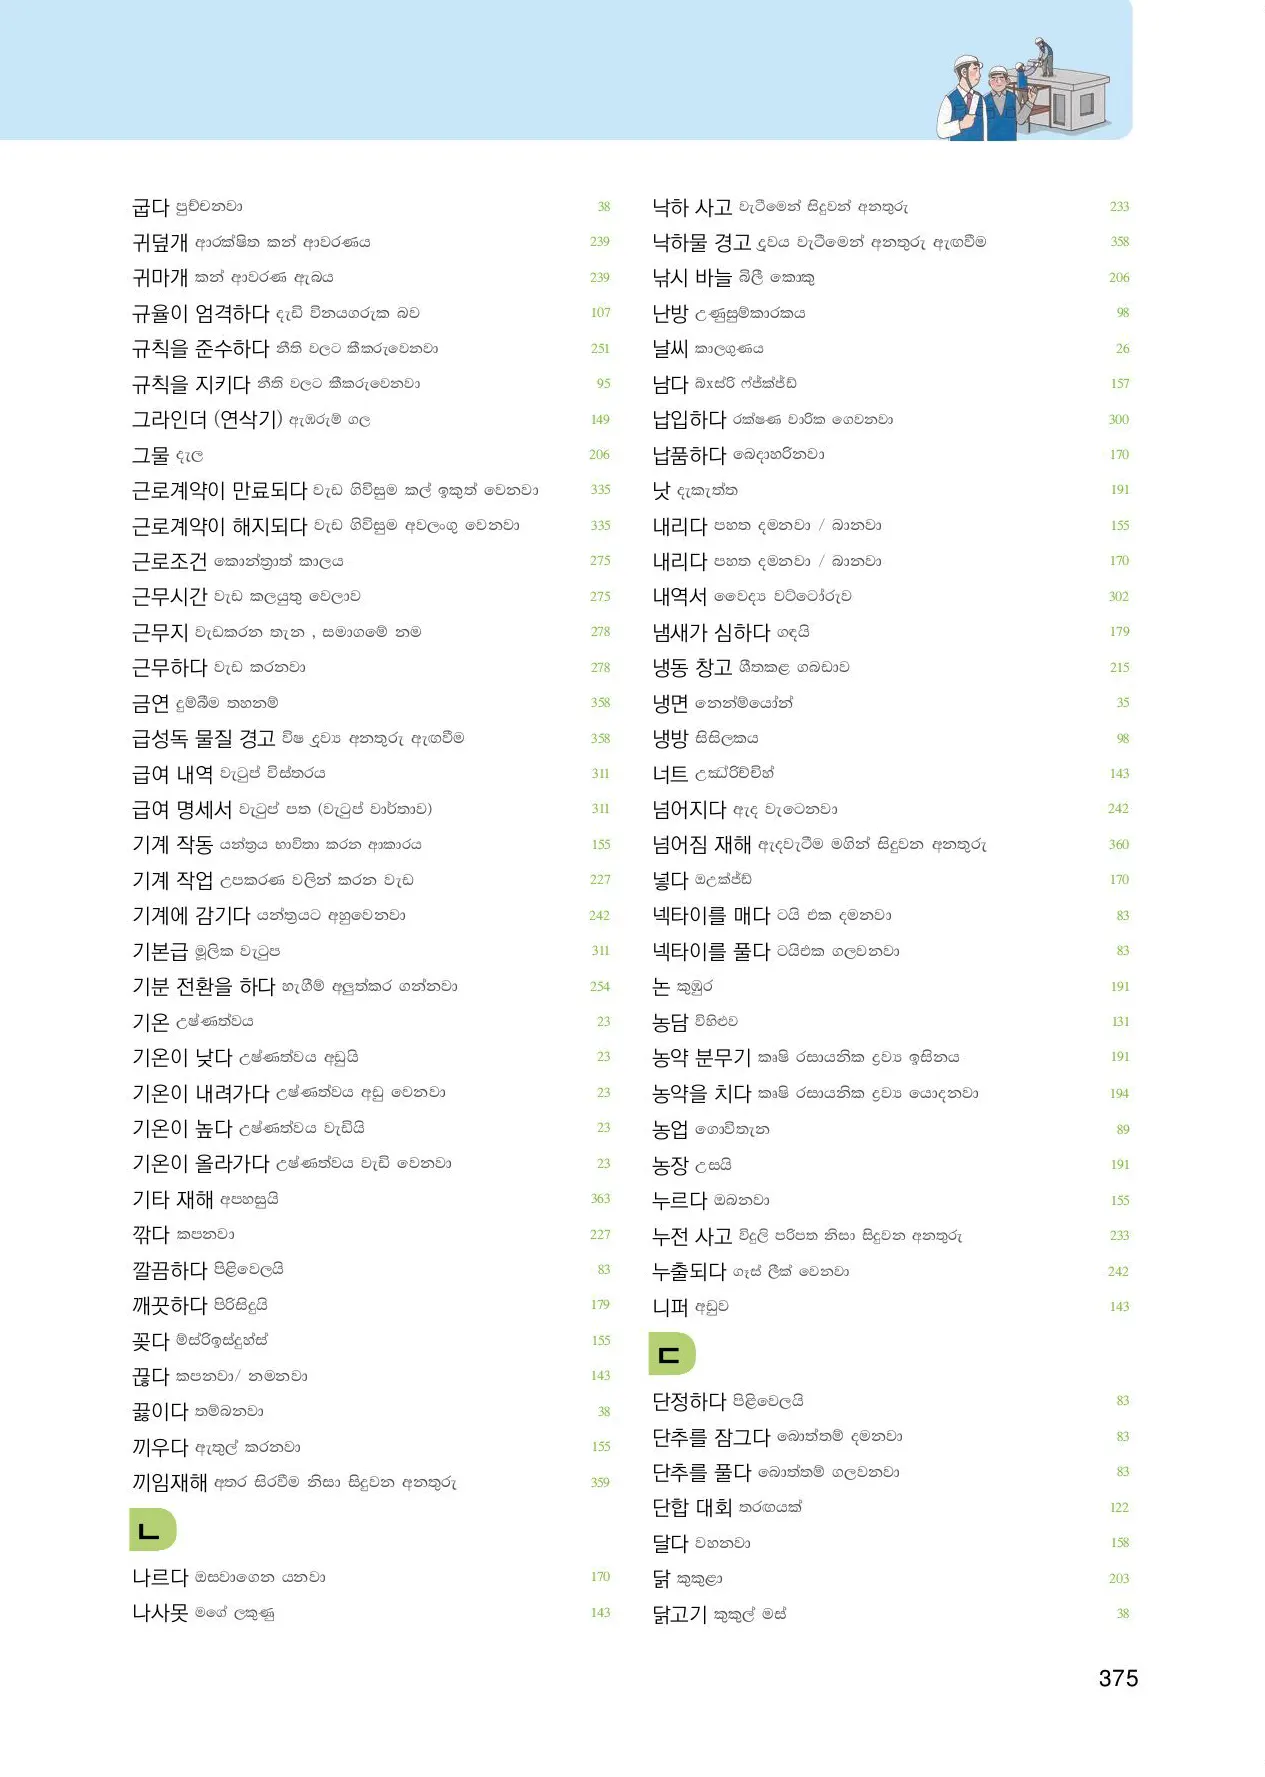 굽다 පුච්චනවා 38
귀덮개 ආරක්ෂිත කන් ආවරණය 239
귀마개 කන් ආවරණ ඇබය 239
규율이 엄격하다 දැඩි විනයගරුක බව 107
규칙을 준수하다 නීති වලට කීකරුවෙනවා 251
규칙을 지키다 නීති වලට කීකරුවෙනවා 95
그라인더 (연삭기) ඇඹරුම් ගල 149
그물 දැල 206
근로계약이 만료되다 වැඩ ගිවිසුම කල් ඉකුත් වෙනවා 335
근로계약이 해지되다 වැඩ ගිවිසුම අවලංගු වෙනවා 335
근로조건 කොන්ත්‍රාත් කාලය 275
근무시간 වැඩ කලයුතු වෙලාව 275
근무지 වැඩකරන තැන , සමාගමේ නම 278
근무하다 වැඩ කරනවා 278
금연 දුම්බීම තහනම් 358
급성독 물질 경고 විෂ ද්‍රව්‍ය අනතුරු ඇඟවීම 358
급여 내역 වැටුප් විස්තරය 311
급여 명세서 වැටුප් පත (වැටුප් වාර්තාව) 311
기계 작동 යන්ත්‍රය භාවිතා කරන ආකාරය 155
기계 작업 උපකරණ වලින් කරන වැඩ 227
기계에 감기다 යන්ත්‍රයට අහුවෙනවා 242
기본급 මූලික වැටුප 311
기분 전환을 하다 හැගීම් අලුත්කර ගන්නවා 254
기온 උෂ්ණත්වය 23
기온이 낮다 උෂ්ණත්වය අඩුයි 23
기온이 내려가다 උෂ්ණත්වය අඩු වෙනවා 23
기온이 높다 උෂ්ණත්වය වැඩියි 23
기온이 올라가다 උෂ්ණත්වය වැඩි වෙනවා 23
기타 재해 අපහසුයි 363
깎다 කපනවා 227
깔끔하다 පිළිවෙලයි 83
깨끗하다 පිරිසිදුයි 179
꽂다 ම්ස්රිඉස්දුහ්ස් 155
끊다 කපනවා/ නමනවා 143
끓이다 තම්බනවා 38
끼우다 ඇතුල් කරනවා 155
끼임재해 අතර සිරවීම නිසා සිදුවන අනතුරු 359
ㄴ
나르다 ඔසවාගෙන යනවා 170
나사못 මගේ ලකුණු 143
낙하 사고 වැටීමෙන් සිදුවන් අනතුරු 233
낙하물 경고 ද්‍රවය වැටීමෙන් අනතුරු ඇඟවීම 358
낚시 바늘 බිලී කොකු 206
난방 උණුසුම්කාරකය 98
날씨 කාලගුණය 26
남다 බ්xස්රි ෆ්ජ්ක්ජ්ඩ් 157
납입하다 රක්ෂණ වාරික ගෙවනවා 300
납품하다 බෙදාහරිනවා 170
낫 දැකැත්ත 191
내리다 පහත දමනවා / බානවා 155
내리다 පහත දමනවා / බානවා 170
내역서 වෛද්‍ය වට්ටෝරුව 302
냄새가 심하다 ගඳයි 179
냉동 창고 ශීතකළ ගබඩාව 215
냉면 නෙන්ම්යෝන් 35
냉방 සිසිලකය 98
너트 උඣ්රිච්චිහ් 143
넘어지다 ඇද වැටෙනවා 242
넘어짐 재해 ඇදවැටීම මගින් සිදුවන අනතුරු 360
넣다 ඔඋක්ජ්ඩ් 170
넥타이를 매다 ටයි එක දමනවා 83
넥타이를 풀다 ටයිඑක ගලවනවා 83
논 කුඹුර 191
농담 විහිළුව 131
농약 분무기 කෘෂි රසායනික ද්‍රව්‍ය ඉසිනය 191
농약을 치다 කෘෂි රසායනික ද්‍රව්‍ය යොදනවා 194
농업 ගොවිතැන 89
농장 උසයි 191
누르다 ඔබනවා 155
누전 사고 විදුලි පරිපත නිසා සිදුවන අනතුරු 233
누출되다 ගෑස් ලීක් වෙනවා 242
니퍼 අඩුව 143
ㄷ
단정하다 පිළිවෙලයි 83
단추를 잠그다 බොත්තම් දමනවා 83
단추를 풀다 බොත්තම් ගලවනවා 83
단합 대회 තරඟයක් 122
달다 වහනවා 158
닭 කුකුළා 203
닭고기 කුකුල් මස් 38
375